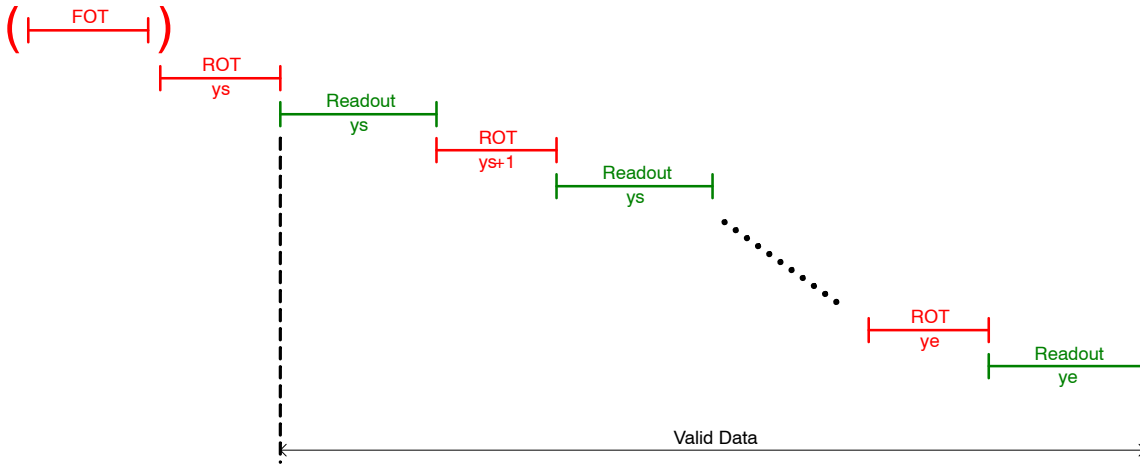 ( FOT )
ROT
ys
Readout
ys
ROT
ys+1
Readout
ys
ROT
ye
Readout
ye
Valid Data